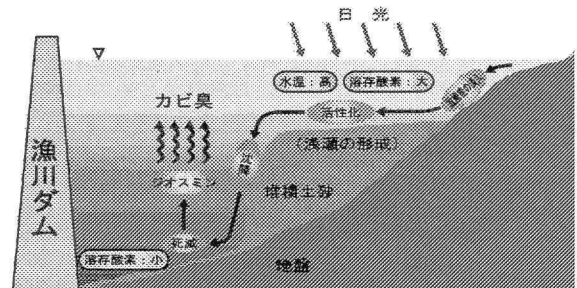 日 光
水温：高
溶存酸素：大
カビ臭
活性化
(浅瀬の形成)
沈降
漁川ダム
ジオスミン
堆積土砂
死滅
溶存酸素：小
地盤